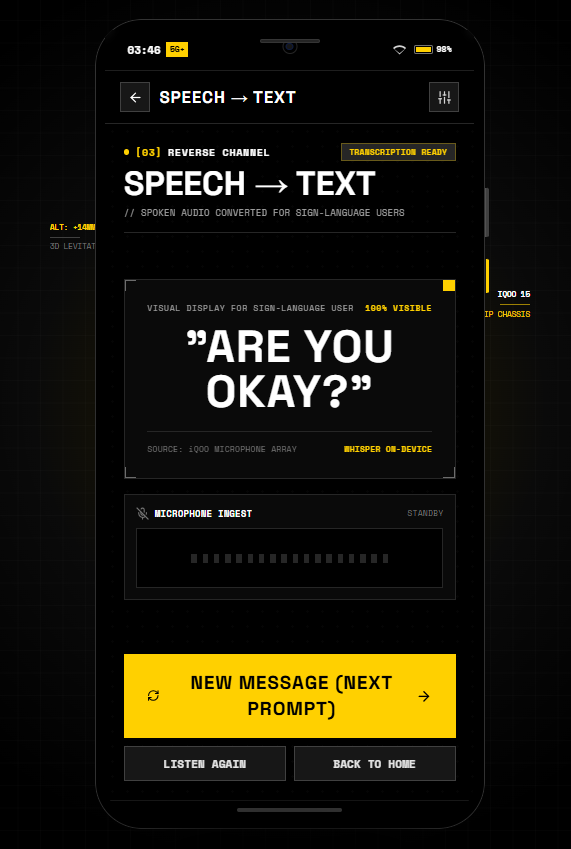 03:46 5G+ 98%
SPEECH → TEXT
[03] REVERSE CHANNEL TRANSCRIPTION READY
SPEECH → TEXT
// SPOKEN AUDIO CONVERTED FOR SIGN-LANGUAGE USERS
ALT: +14MM
3D LEVITAT
IQOO 15
IP CHASSIS
VISUAL DISPLAY FOR SIGN-LANGUAGE USER 100% VISIBLE
”ARE YOU
OKAY?”
SOURCE: iQOO MICROPHONE ARRAY WHISPER ON-DEVICE
MICROPHONE INGEST STANDBY
NEW MESSAGE (NEXT
PROMPT)
LISTEN AGAIN BACK TO HOME